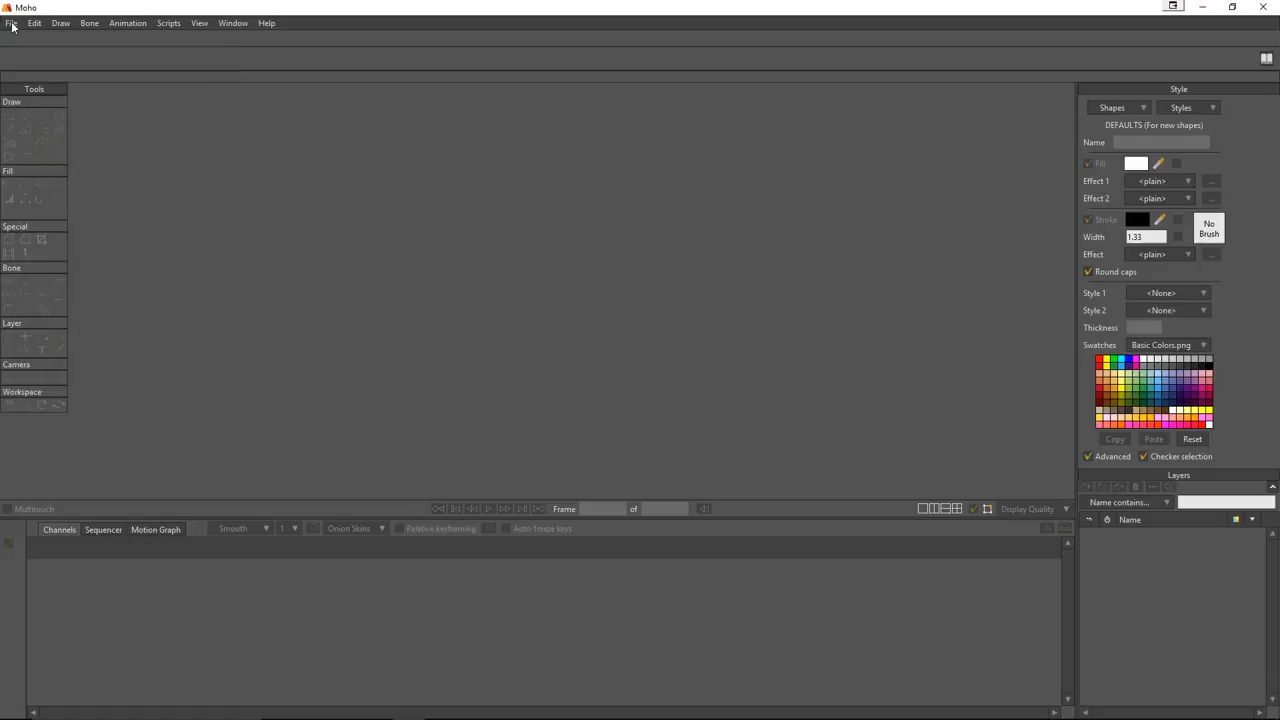 Moho
File Edit Draw Bone Animation Scripts View Window Help
Tools
Draw
Fill
Special
Bone
Layer
Camera
Workspace
Style
Shapes Styles
DEFAULTS (For new shapes)
Name
Fill
Effect 1 <plain> ...
Effect 2 <plain> ...
Stroke
No
Brush
Width 1.33
Effect <plain> ...
Round caps
Style 1 <None>
Style 2 <None>
Thickness
Swatches Basic Colors.png
Copy Paste Reset
Advanced Checker selection
Layers
Name contains...
Name
Multitouch Frame of Display Quality
Channels Sequencer Motion Graph Smooth 1 Onion Skins Relative keyframing Auto-freeze keys